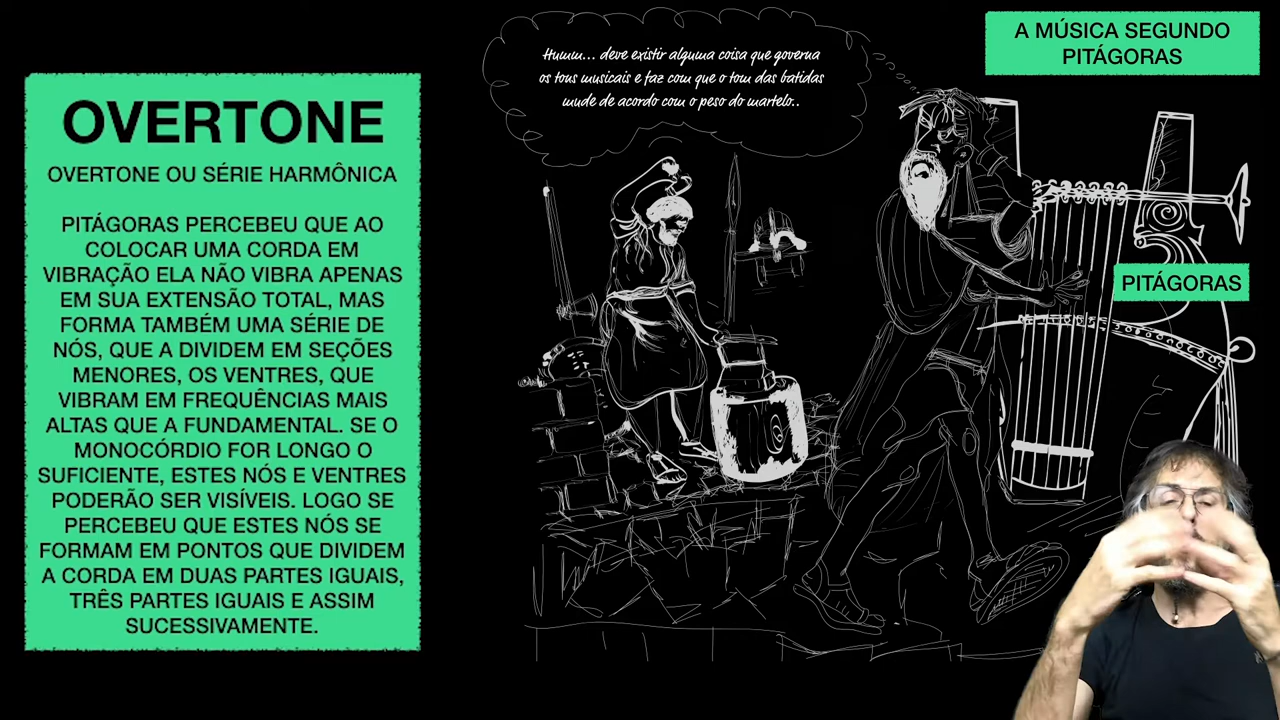 OVERTONE
OVERTONE OU SÉRIE HARMÔNICA
PITÁGORAS PERCEBEU QUE AO
COLOCAR UMA CORDA EM
VIBRAÇÃO ELA NÃO VIBRA APENAS
EM SUA EXTENSÃO TOTAL, MAS
FORMA TAMBÉM UMA SÉRIE DE
NÓS, QUE A DIVIDEM EM SEÇÕES
MENORES, OS VENTRES, QUE
VIBRAM EM FREQUÊNCIAS MAIS
ALTAS QUE A FUNDAMENTAL. SE O
MONOCÓRDIO FOR LONGO O
SUFICIENTE, ESTES NÓS E VENTRES
PODERÃO SER VISÍVEIS. LOGO SE
PERCEBEU QUE ESTES NÓS SE
FORMAM EM PONTOS QUE DIVIDEM
A CORDA EM DUAS PARTES IGUAIS,
TRÊS PARTES IGUAIS E ASSIM
SUCESSIVAMENTE.
Humm... deve existir alguma coisa que governa
os tons musicais e faz com que o tom das batidas
mude de acordo com o peso do martelo..
A MÚSICA SEGUNDO
PITÁGORAS
PITÁGORAS